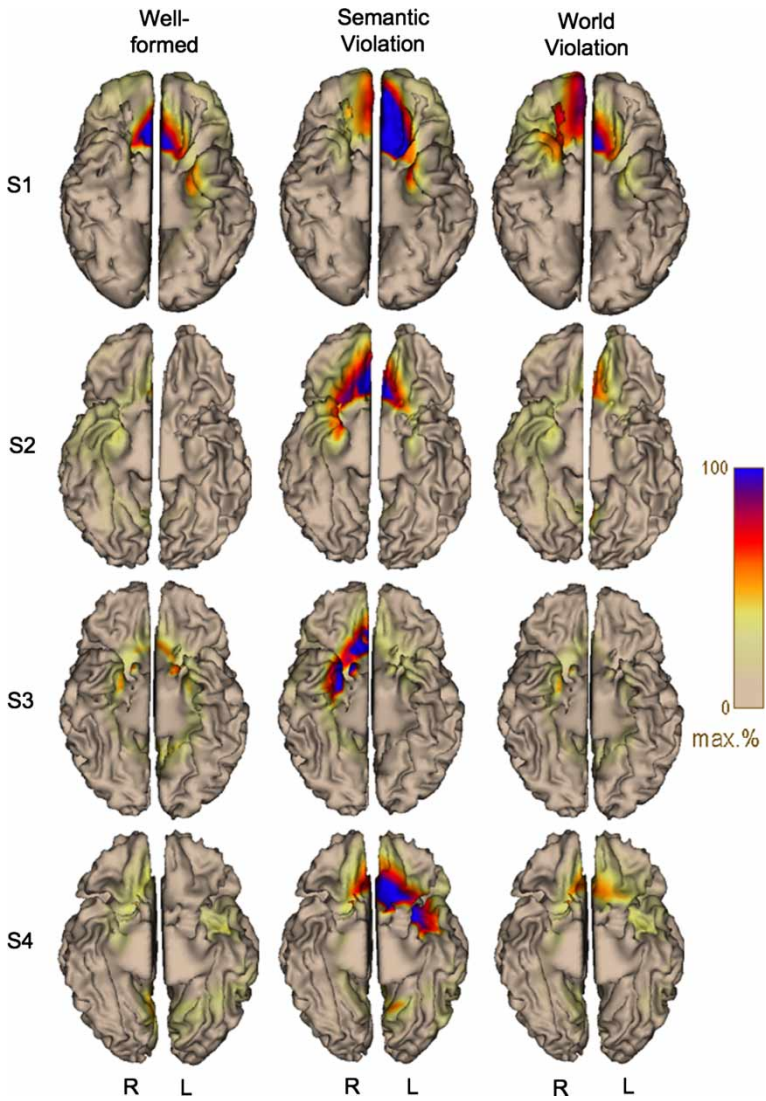 Well-
formed
Semantic
Violation
World
Violation
S1
S2
100
S3
0
max.%
S4
R L R L R L